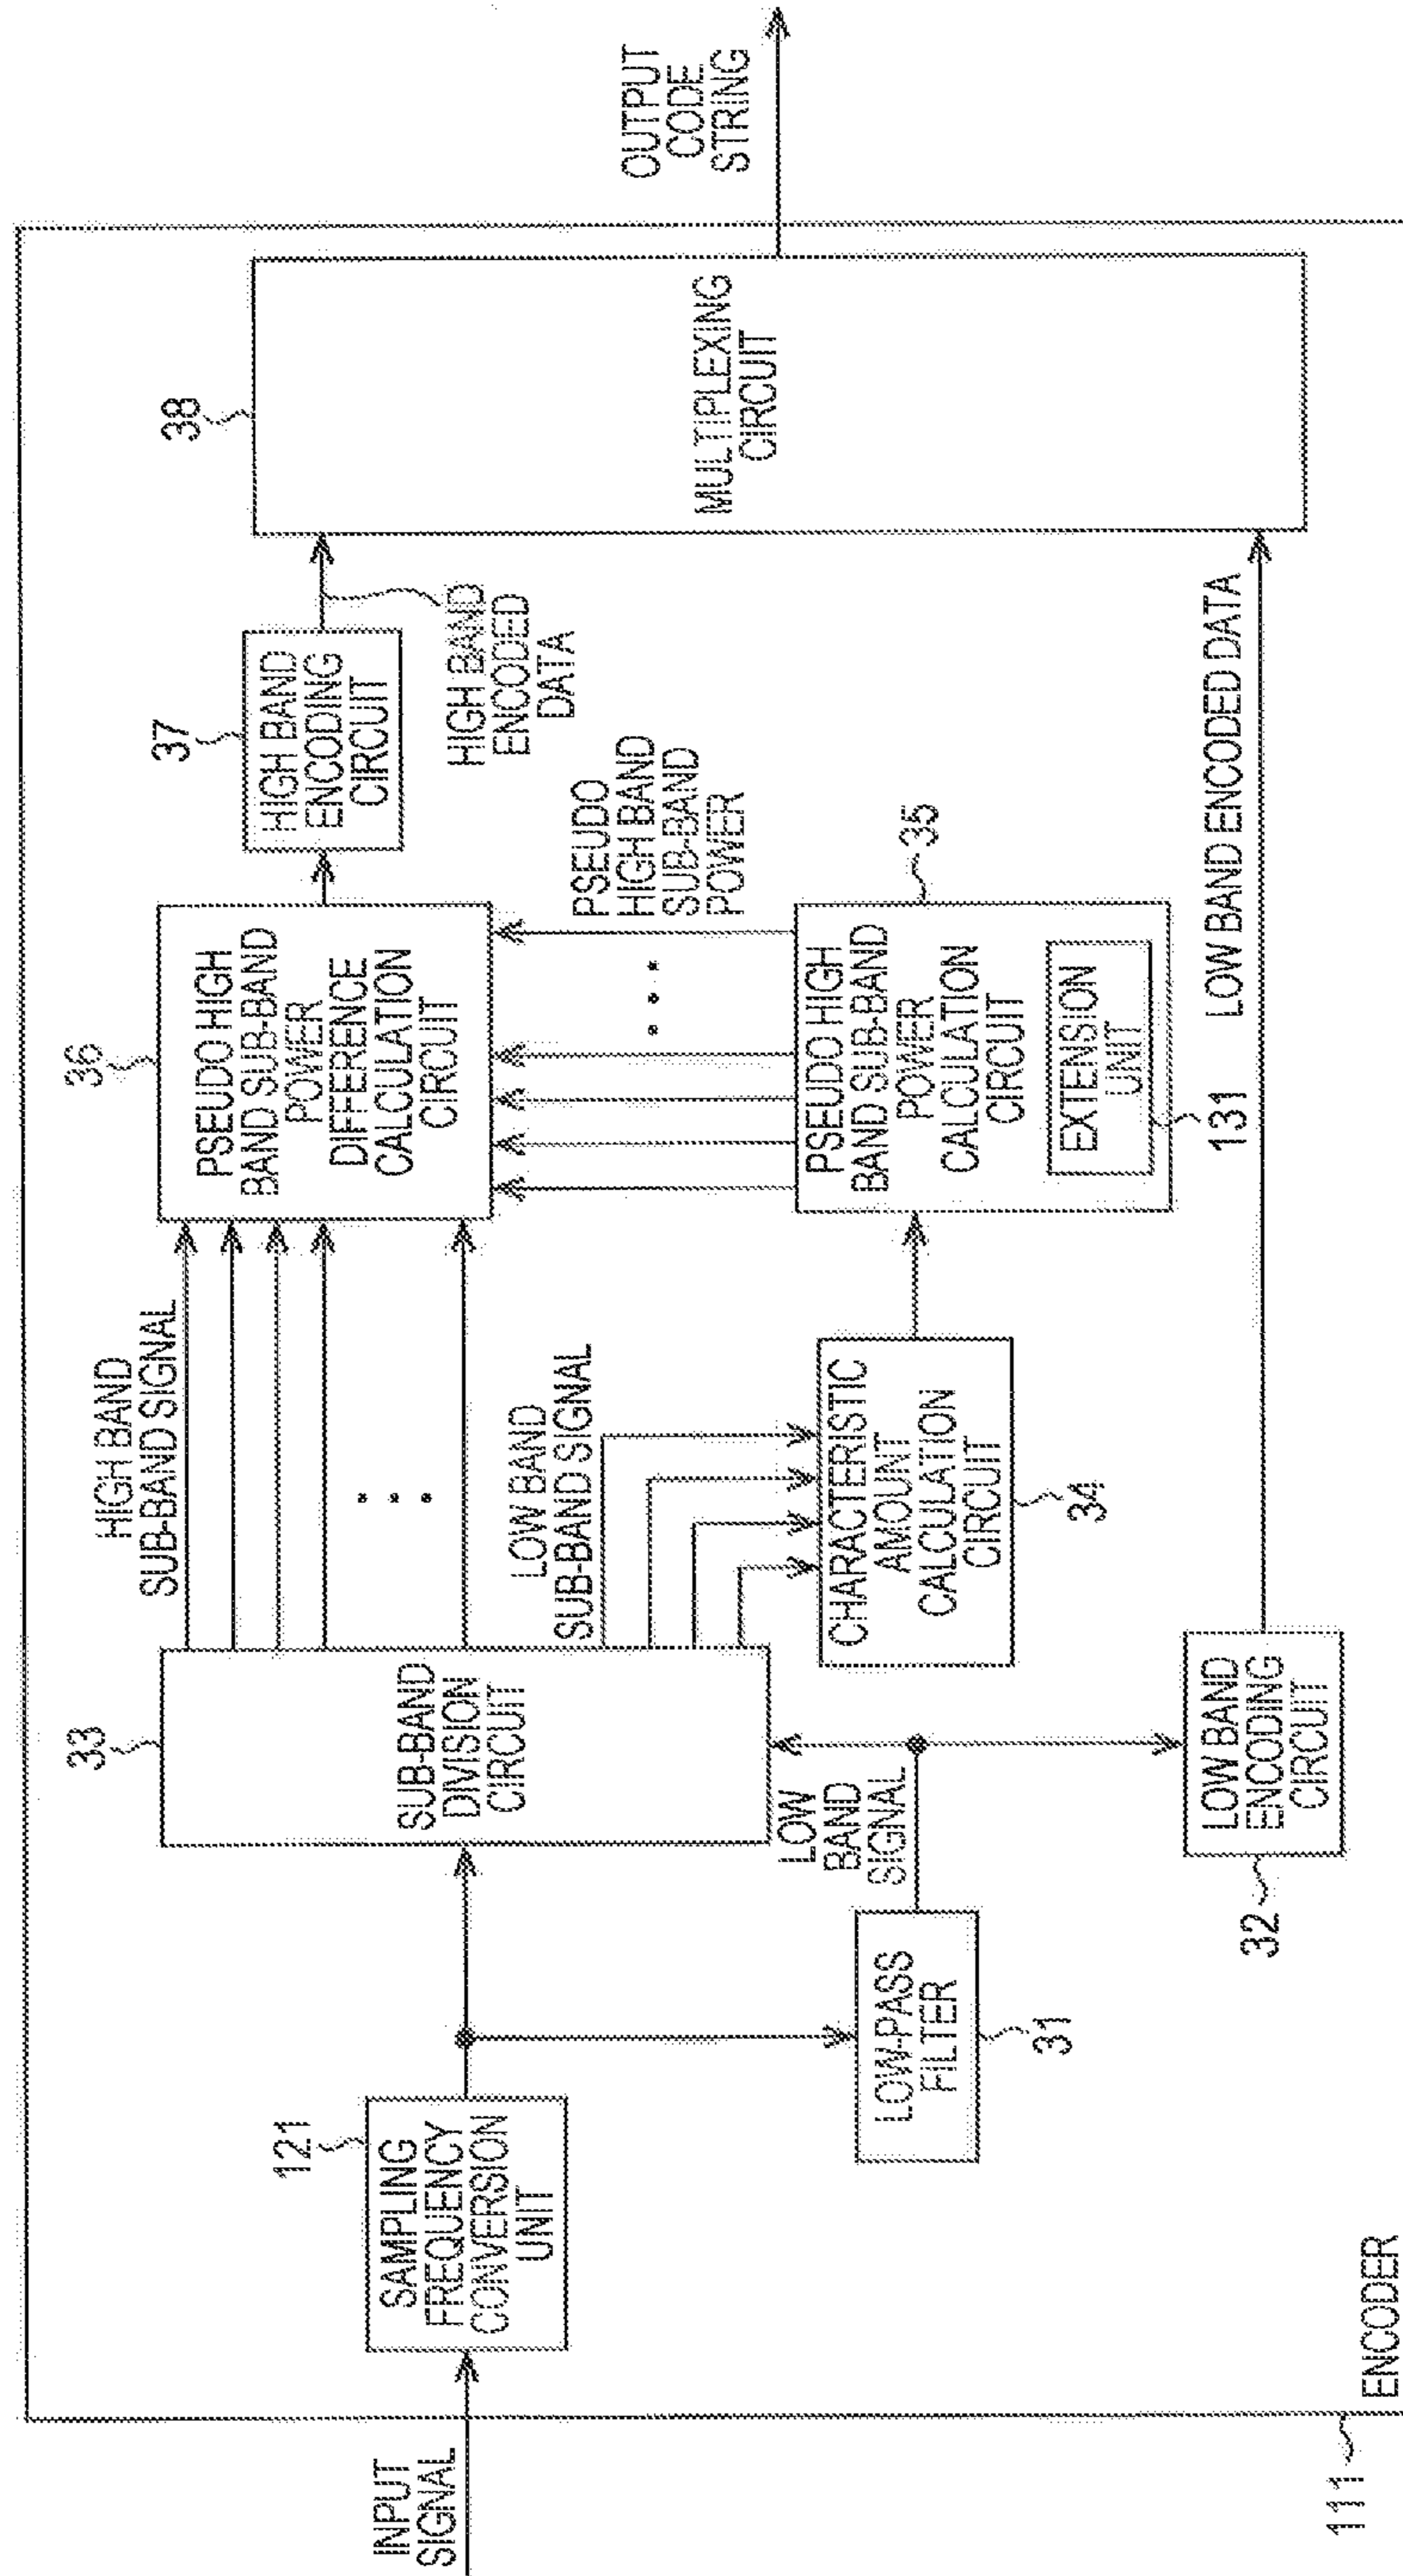 INPUT
SIGNAL
111
ENCODER
121
SAMPLING
FREQUENCY
CONVERSION
UNIT
31
LOW-PASS
FILTER
LOW
BAND
SIGNAL
32
LOW BAND
ENCODING
CIRCUIT
33
SUB-BAND
DIVISION
CIRCUIT
HIGH BAND
SUB-BAND SIGNAL
LOW BAND
SUB-BAND SIGNAL
34
CHARACTERISTIC
AMOUNT
CALCULATION
CIRCUIT
36
PSEUDO HIGH
BAND SUB-BAND
POWER
DIFFERENCE
CALCULATION
CIRCUIT
PSEUDO
HIGH BAND
SUB-BAND
POWER
35
PSEUDO HIGH
BAND SUB-BAND
POWER
CALCULATION
CIRCUIT
EXTENSION
UNIT
131
37
HIGH BAND
ENCODING
CIRCUIT
HIGH BAND
ENCODED
DATA
LOW BAND ENCODED DATA
38
MULTIPLEXING
CIRCUIT
OUTPUT
CODE
STRING